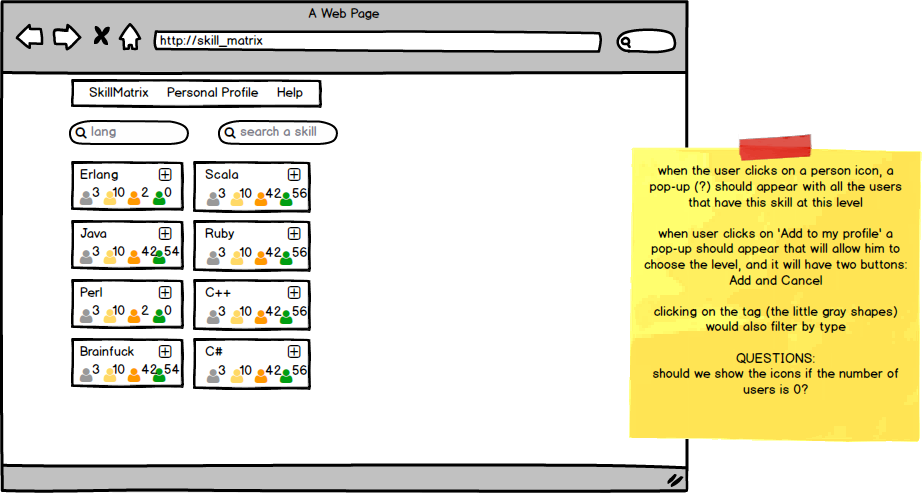 A Web Page
http://skill_matrix
SkillMatrix Personal Profile Help
lang search a skill
Erlang Scala
3 10 2 0 3 10 42 56
Java Ruby
3 10 42 54 3 10 42 56
Perl C++
3 10 2 0 3 10 42 56
Brainfuck C#
3 10 42 54 3 10 42 56
when the user clicks on a person icon, a
pop-up (?) should appear with all the users
that have this skill at this level
when user clicks on 'Add to my profile' a
pop-up should appear that will allow him to
choose the level, and it will have two buttons:
Add and Cancel
clicking on the tag (the little gray shapes)
would also filter by type
QUESTIONS:
should we show the icons if the number of
users is 0?